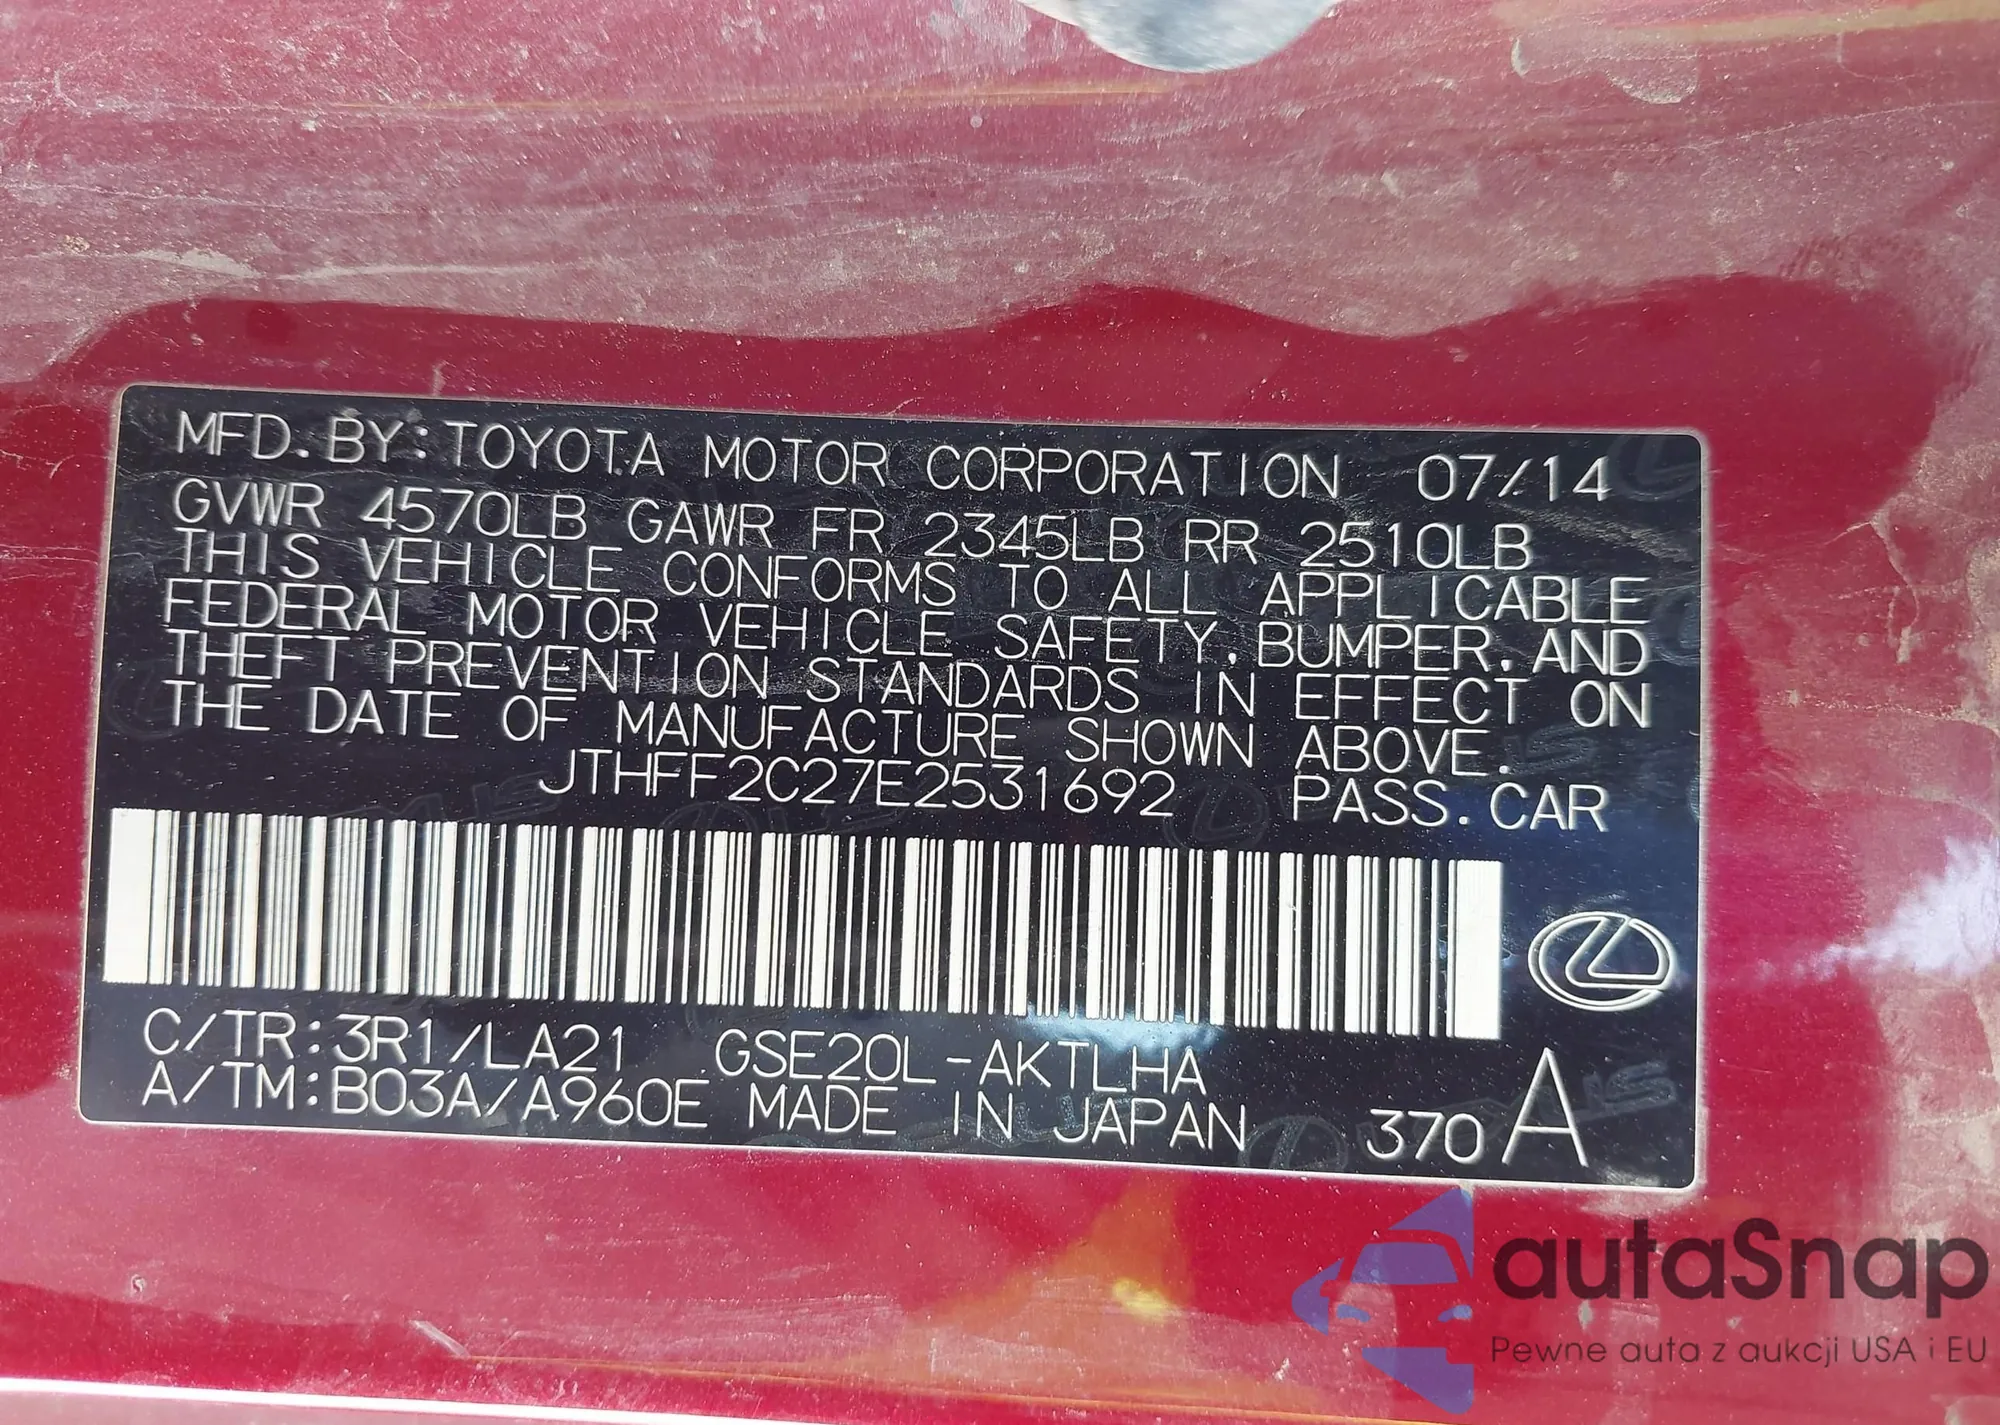 MFD. BY: TOYOTA MOTOR CORPORATION 07/14
GVWR 4570LB GAWR FR 2345LB RR 2510LB
THIS VEHICLE CONFORMS TO ALL APPLICABLE
FEDERAL MOTOR VEHICLE SAFETY, BUMPER, AND
THEFT PREVENTION STANDARDS IN EFFECT ON
THE DATE OF MANUFACTURE SHOWN ABOVE.
JTHFF2C27E2531692 PASS. CAR
C/TR: 3R1/LA21 GSE20L-AKTLHA
A/TM: B03A/A960E MADE IN JAPAN 370 A
autaSnap
Pewne auta z aukcji USA i EU